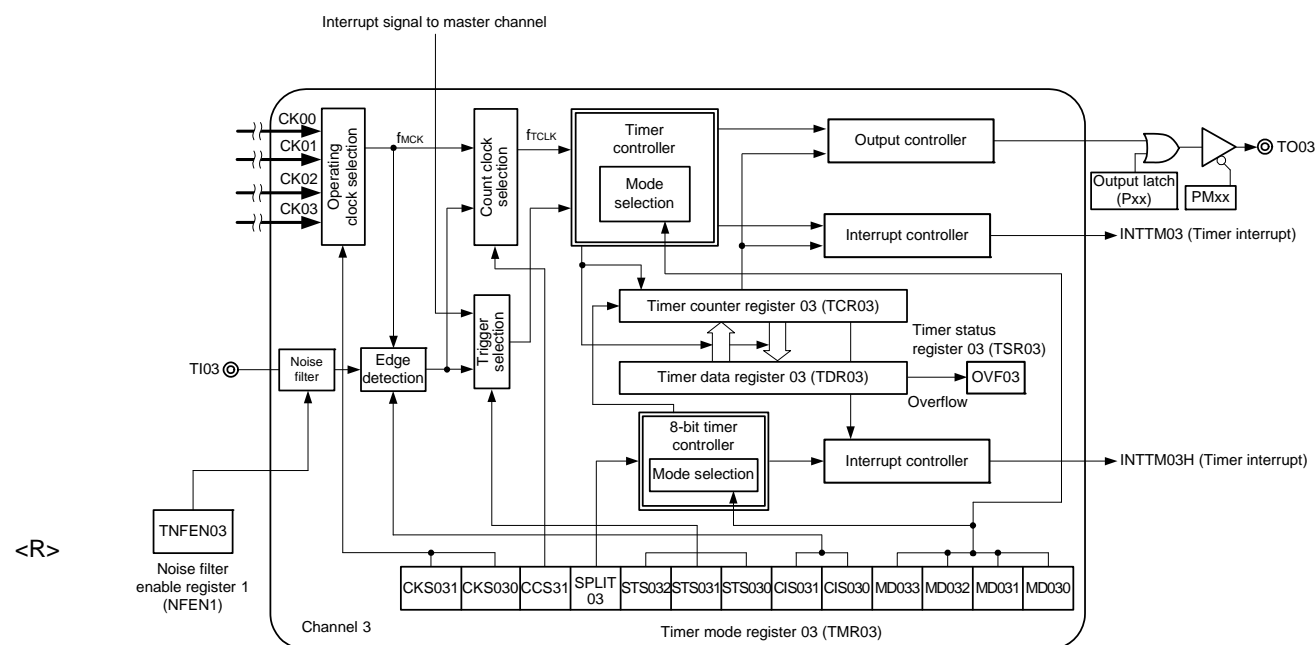 Interrupt signal to master channel
CK00
CK01
CK02
CK03
Operating
clock selection
fMCK
Count clock
selection
fTCLK
Timer
controller
Mode
selection
Output controller
TO03
Output latch
(Pxx)
PMxx
Interrupt controller
INTTM03 (Timer interrupt)
Trigger
selection
Timer counter register 03 (TCR03)
Timer status
register 03 (TSR03)
TI03
Noise
filter
Edge
detection
Timer data register 03 (TDR03)
OVF03
Overflow
8-bit timer
controller
Mode selection
Interrupt controller
INTTM03H (Timer interrupt)
TNFEN03
<R>
Noise filter
enable register 1
(NFEN1)
CKS031
CKS030
CCS31
SPLIT
03
STS032
STS031
STS030
CIS031
CIS030
MD033
MD032
MD031
MD030
Channel 3
Timer mode register 03 (TMR03)